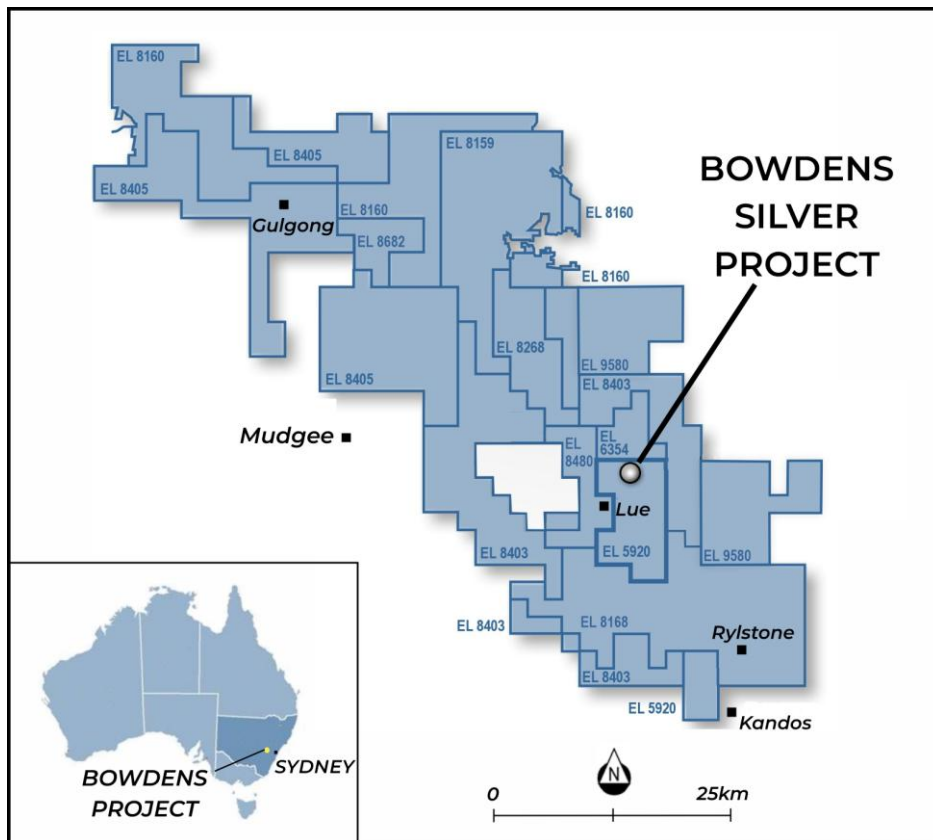 EL 8160
EL 8405
EL 8159
BOWDENS
SILVER
PROJECT
EL 8405
EL 8160
EL 8160
Gulgong
EL 8682
EL 8160
EL 8268
EL 9580
EL 8405
EL 8403
Mudgee
EL
8480
EL
6354
Lue
EL 8403
EL 5920
EL 9580
EL 8403
EL 8168
Rylstone
EL 8403
EL 5920
Kandos
SYDNEY
BOWDENS
PROJECT
N
0
25km